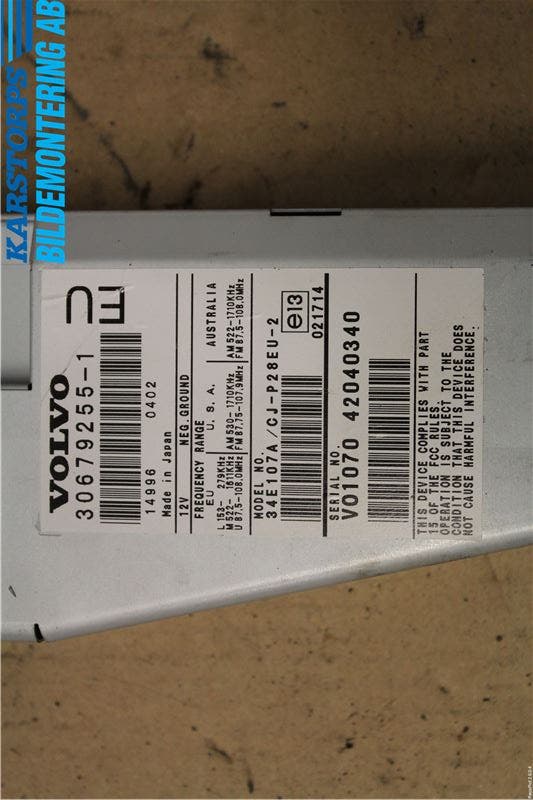 KARSTORPS
BILDEMONTERING AB
VOLVO
30679255-1
EU
14996 0402
Made in Japan
12V NEG.GROUND
FREQUENCY RANGE
EU U. S. A. AUSTRALIA
L 153- 279KHz AM 530-1710KHz AM 522-1710KHz
M 522- 1611KHz FM 87.75-107.9MHz FM 87.5-108.0MHz
U 87.5-108.0MHz
MODEL NO.
34E107A/CJ-P28EU-2
e13
021714
SERIAL NO.
VO1070 42040340
THIS DEVICE COMPLIES WITH PART
15 OF THE FCC RULES
OPERATION IS SUBJECT TO THE
CONDITION THAT THIS DEVICE DOES
NOT CAUSE HARMFUL INTERFERENCE.